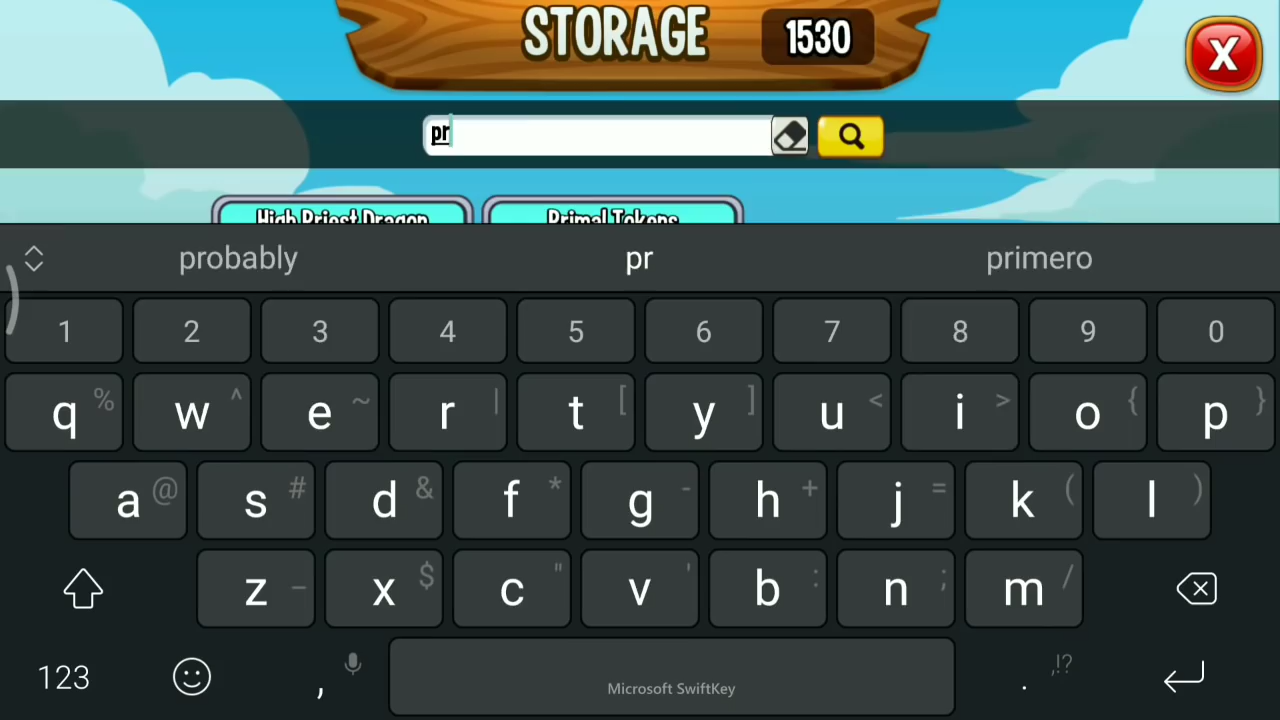 STORAGE 1530
X
pr
High Priest Dragon Primal Tokens
probably pr primero
1 2 3 4 5 6 7 8 9 0
q % w ^ e ~ r | t [ y ] u < i > o { p }
a @ s # d & f * g - h + j = k ( l )
z _ x $ c " v ' b : n ; m /
123 , Microsoft SwiftKey . ,!?